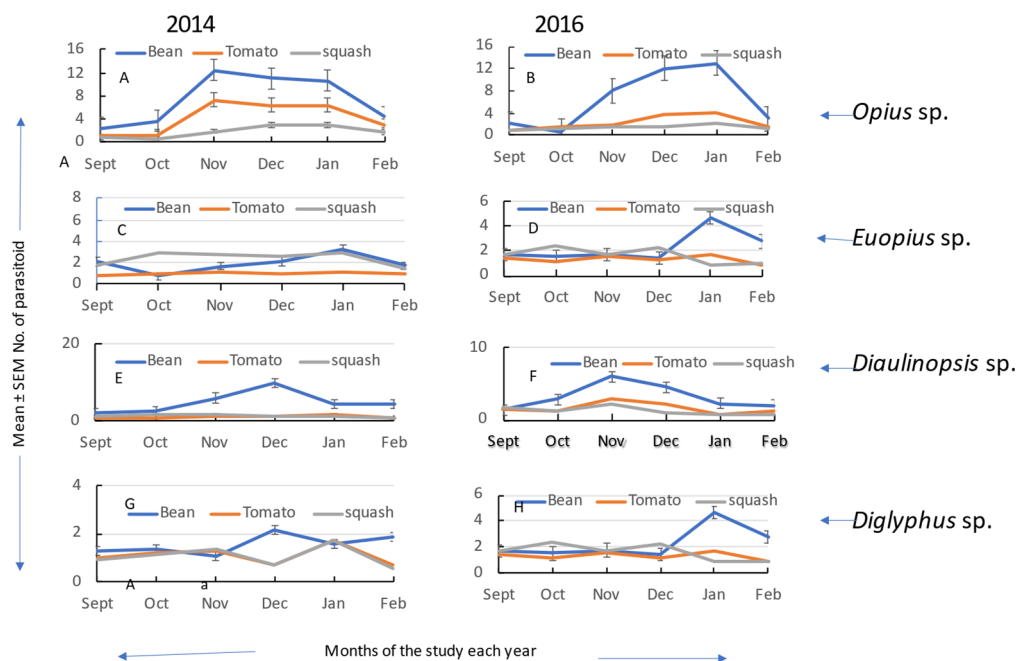 2014
2016
16
12
8
4
0
Bean Tomato squash
A
Sept Oct Nov Dec Jan Feb
A
16
12
8
4
0
Bean Tomato squash
B
Sept Oct Nov Dec Jan Feb
Opius sp.
8
6
4
2
0
Bean Tomato squash
C
Sept Oct Nov Dec Jan Feb
6
4
2
0
Bean Tomato squash
D
Sept Oct Nov Dec Jan Feb
Euopius sp.
20
10
0
Bean Tomato squash
E
Sept Oct Nov Dec Jan Feb
10
5
0
Bean Tomato squash
F
Sept Oct Nov Dec Jan Feb
Diaulinopsis sp.
4
2
0
G
Bean Tomato squash
A a
Sept Oct Nov Dec Jan Feb
6
4
2
0
Bean Tomato squash
H
Sept Oct Nov Dec Jan Feb
Diglyphus sp.
Mean ± SEM No. of parasitoid
Months of the study each year